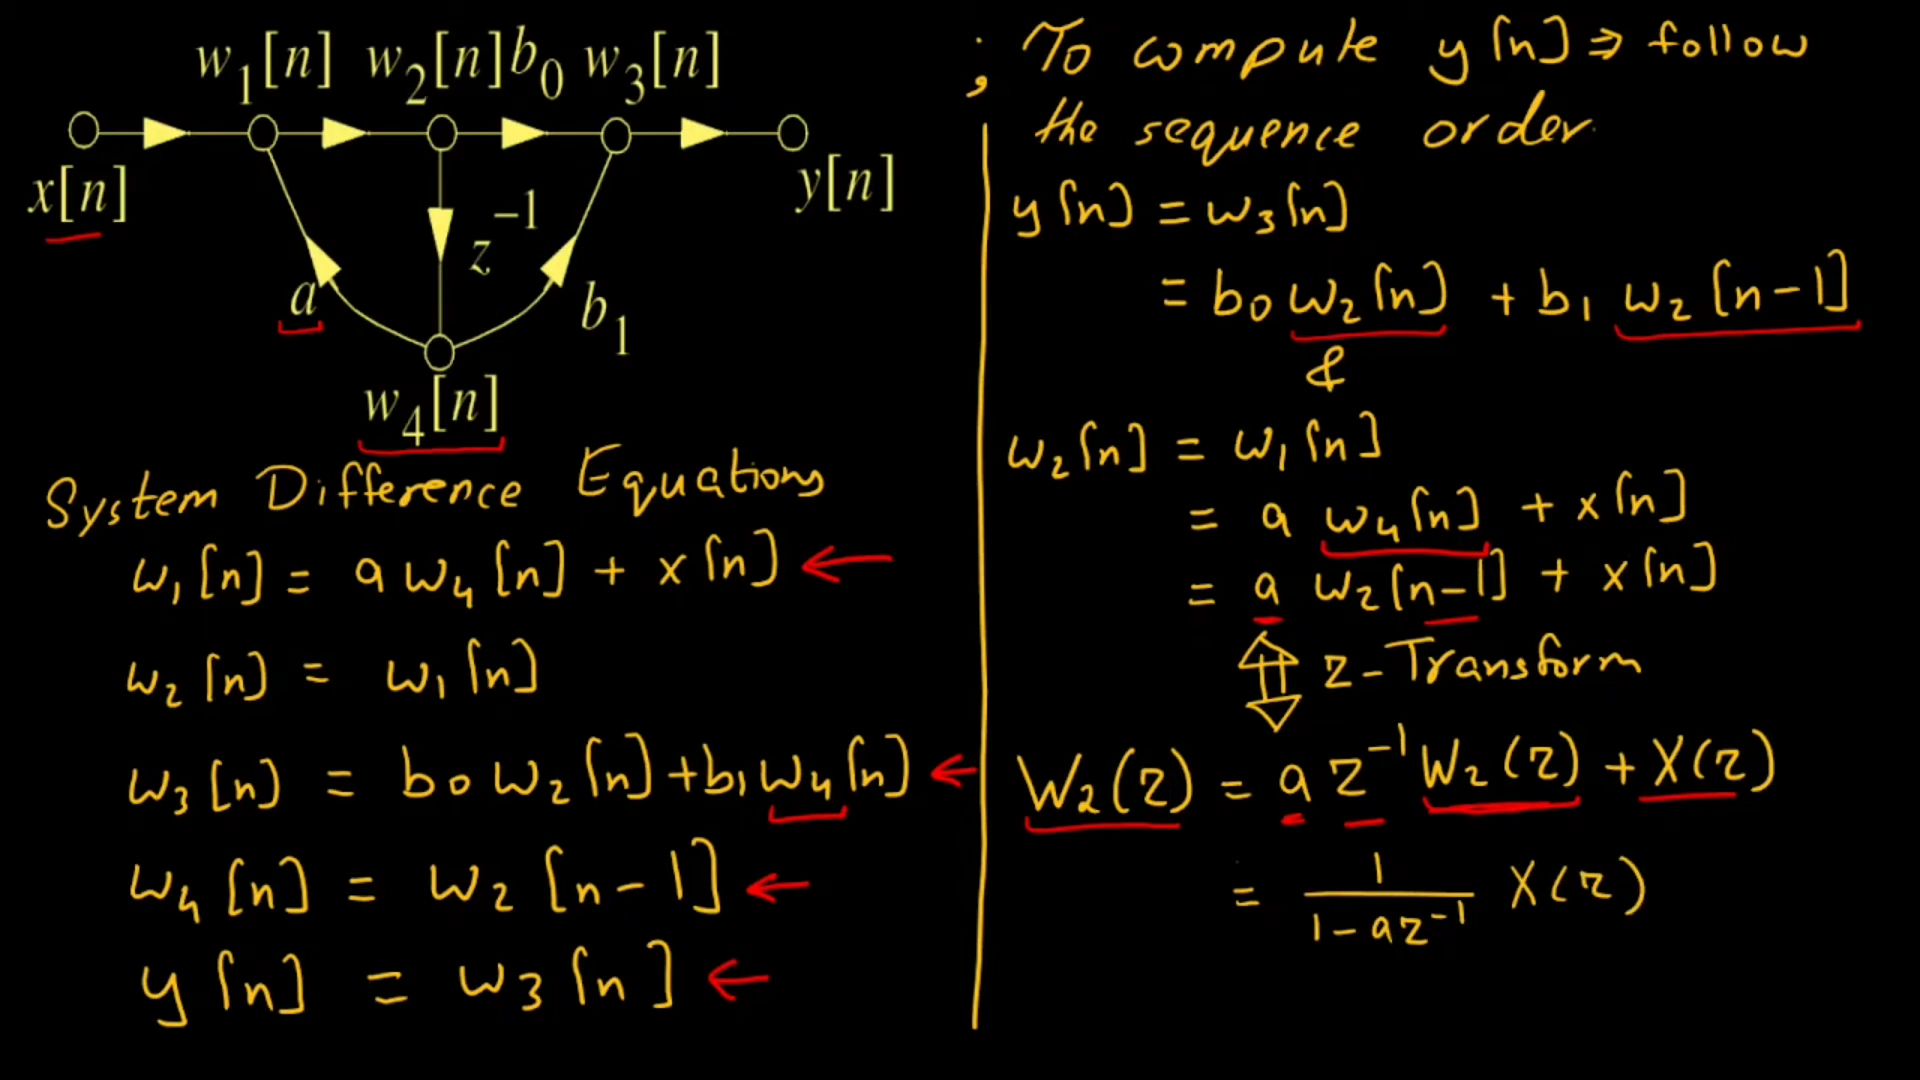 w₁[n] w₂[n] b₀ w₃[n]
x[n] y[n]
z⁻¹
a b₁
w₄[n]
System Difference Equations
w₁[n] = a w₄[n] + x[n] ←
w₂[n] = w₁[n]
w₃[n] = b₀ w₂[n] + b₁ w₄[n] ←
w₄[n] = w₂[n-1] ←
y[n] = w₃[n] ←
; To compute y[n] ⇒ follow
the sequence order.
y[n] = w₃[n]
= b₀ w₂[n] + b₁ w₂[n-1]
&
w₂[n] = w₁[n]
= a w₄[n] + x[n]
= a w₂[n-1] + x[n]
⇕ z-Transform
W₂(z) = a z⁻¹ W₂(z) + X(z)
= 1/(1-az⁻¹) X(z)